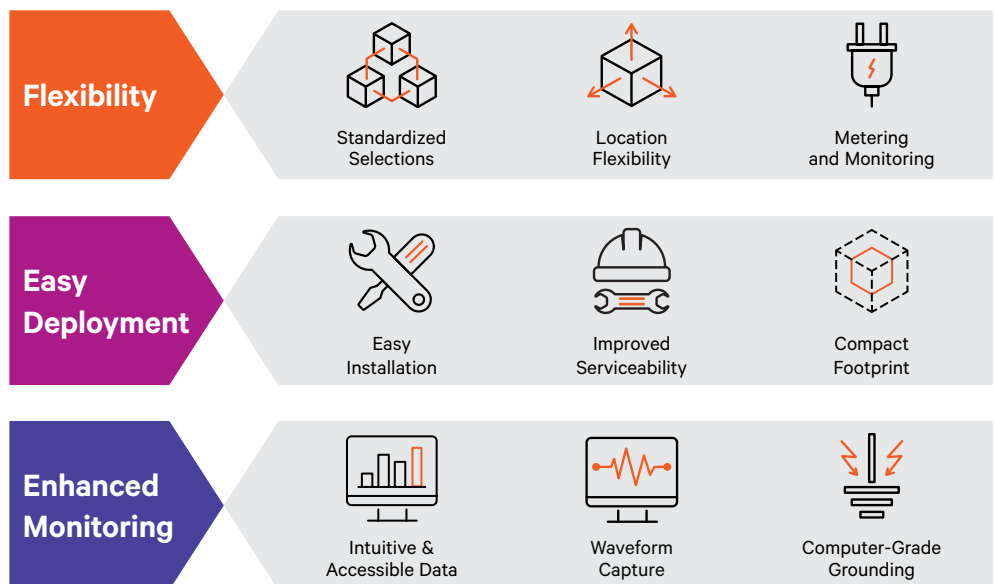 Flexibility
Standardized
Selections
Location
Flexibility
Metering
and Monitoring
Easy
Deployment
Easy
Installation
Improved
Serviceability
Compact
Footprint
Enhanced
Monitoring
Intuitive &
Accessible Data
Waveform
Capture
Computer-Grade
Grounding